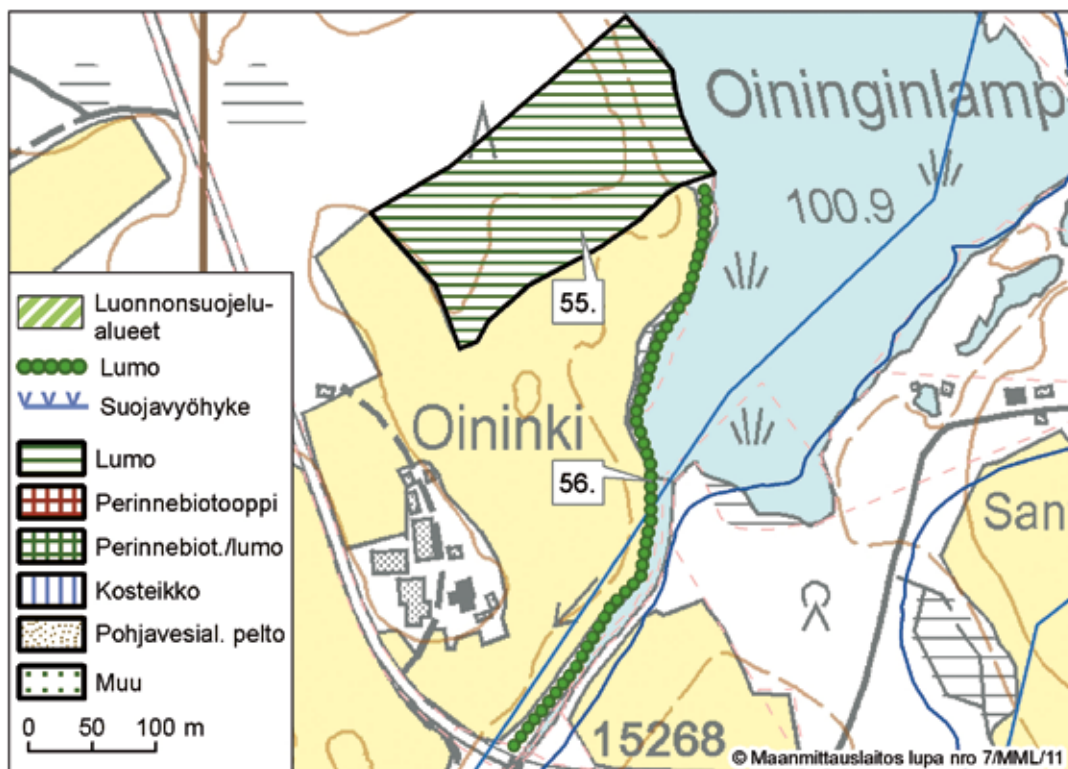 Oininginlamp
100.9
55.
Oininki
56.
San
15268
Luonnonsuojelu-
alueet
Lumo
Suojavyöhyke
Lumo
Perinnebiotooppi
Perinnebiot./lumo
Kosteikko
Pohjavesial. pelto
Muu
0 50 100 m
© Maanmittauslaitos lupa nro 7/MML/11